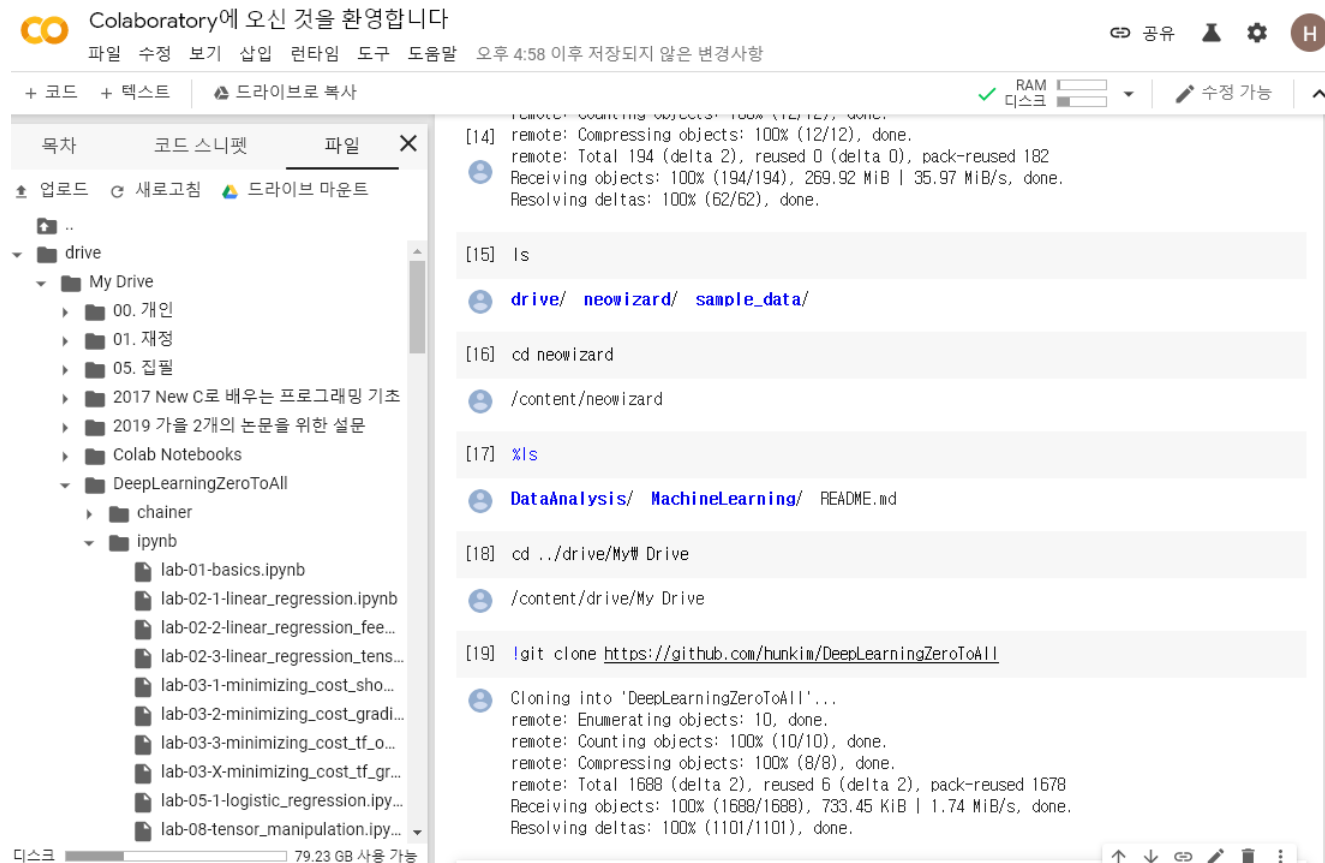 Colaboratory에 오신 것을 환영합니다
파일 수정 보기 삽입 런타임 도구 도움말 오후 4:58 이후 저장되지 않은 변경사항
공유
H
+ 코드 + 텍스트 드라이브로 복사
RAM
디스크
수정 가능
목차 코드 스니펫 파일
업로드 새로고침 드라이브 마운트
..
drive
My Drive
00. 개인
01. 재정
05. 집필
2017 New C로 배우는 프로그래밍 기초
2019 가을 2개의 논문을 위한 설문
Colab Notebooks
DeepLearningZeroToAll
chainer
ipynb
lab-01-basics.ipynb
lab-02-1-linear_regression.ipynb
lab-02-2-linear_regression_fee...
lab-02-3-linear_regression_tens...
lab-03-1-minimizing_cost_sho...
lab-03-2-minimizing_cost_gradi...
lab-03-3-minimizing_cost_tf_o...
lab-03-X-minimizing_cost_tf_gr...
lab-05-1-logistic_regression.ipy...
lab-08-tensor_manipulation.ipy...
디스크 79.23 GB 사용 가능
remote: Counting objects: 100% (12/12), done.
[14] remote: Compressing objects: 100% (12/12), done.
remote: Total 194 (delta 2), reused 0 (delta 0), pack-reused 182
Receiving objects: 100% (194/194), 269.92 MiB | 35.97 MiB/s, done.
Resolving deltas: 100% (62/62), done.
[15] ls
drive/ neowizard/ sample_data/
[16] cd neowizard
/content/neowizard
[17] %ls
DataAnalysis/ MachineLearning/ README.md
[18] cd ../drive/My₩ Drive
/content/drive/My Drive
[19] !git clone https://github.com/hunkim/DeepLearningZeroToAll
Cloning into 'DeepLearningZeroToAll'...
remote: Enumerating objects: 10, done.
remote: Counting objects: 100% (10/10), done.
remote: Compressing objects: 100% (8/8), done.
remote: Total 1688 (delta 2), reused 6 (delta 2), pack-reused 1678
Receiving objects: 100% (1688/1688), 733.45 KiB | 1.74 MiB/s, done.
Resolving deltas: 100% (1101/1101), done.